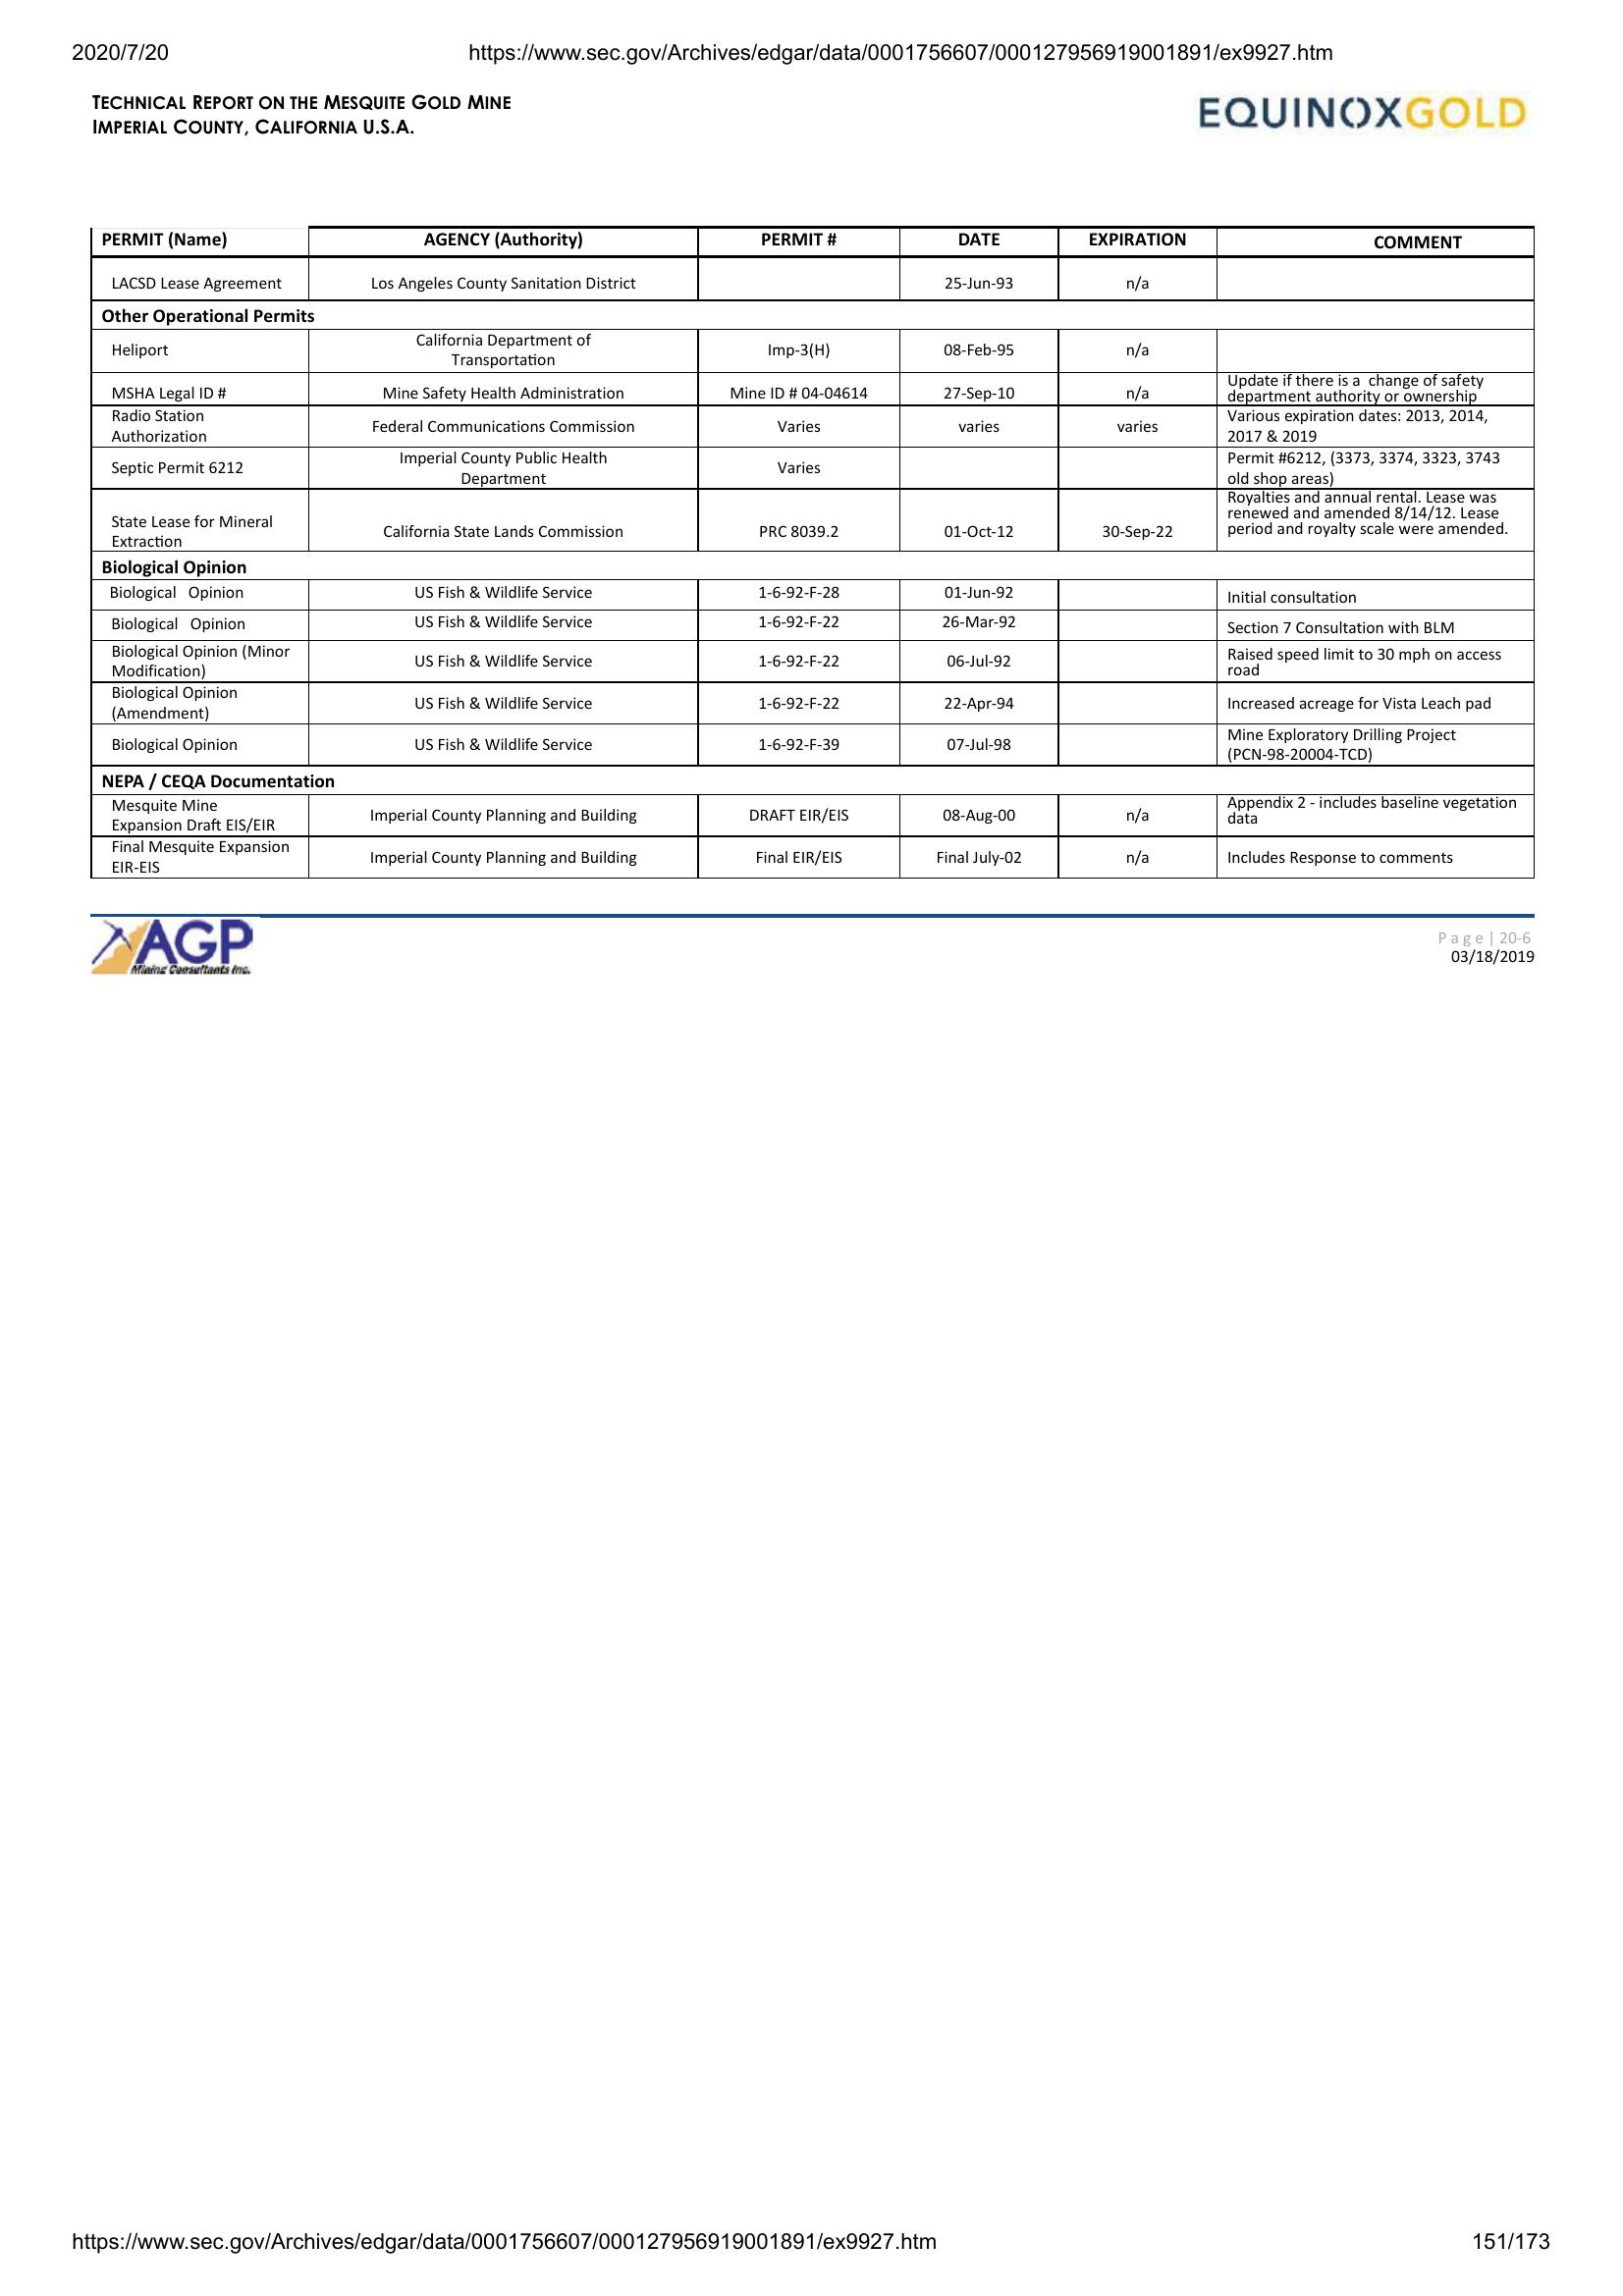 2020/7/20 https://www.sec.gov/Archives/edgar/data/0001756607/000127956919001891/ex9927.htm
TECHNICAL REPORT ON THE MESQUITE GOLD MINE
IMPERIAL COUNTY, CALIFORNIA U.S.A.
EQUINOXGOLD
PERMIT (Name) AGENCY (Authority) PERMIT # DATE EXPIRATION COMMENT
LACSD Lease Agreement Los Angeles County Sanitation District 25-Jun-93 n/a
Other Operational Permits
Heliport California Department of
Transportation Imp-3(H) 08-Feb-95 n/a
MSHA Legal ID # Mine Safety Health Administration Mine ID # 04-04614 27-Sep-10 n/a Update if there is a change of safety
department authority or ownership
Radio Station
Authorization Federal Communications Commission Varies varies varies Various expiration dates: 2013, 2014,
2017 & 2019
Septic Permit 6212 Imperial County Public Health
Department Varies Permit #6212, (3373, 3374, 3323, 3743
old shop areas)
State Lease for Mineral
Extraction California State Lands Commission PRC 8039.2 01-Oct-12 30-Sep-22 Royalties and annual rental. Lease was
renewed and amended 8/14/12. Lease
period and royalty scale were amended.
Biological Opinion
Biological Opinion US Fish & Wildlife Service 1-6-92-F-28 01-Jun-92 Initial consultation
Biological Opinion US Fish & Wildlife Service 1-6-92-F-22 26-Mar-92 Section 7 Consultation with BLM
Biological Opinion (Minor
Modification) US Fish & Wildlife Service 1-6-92-F-22 06-Jul-92 Raised speed limit to 30 mph on access
road
Biological Opinion
(Amendment) US Fish & Wildlife Service 1-6-92-F-22 22-Apr-94 Increased acreage for Vista Leach pad
Biological Opinion US Fish & Wildlife Service 1-6-92-F-39 07-Jul-98 Mine Exploratory Drilling Project
(PCN-98-20004-TCD)
NEPA / CEQA Documentation
Mesquite Mine
Expansion Draft EIS/EIR Imperial County Planning and Building DRAFT EIR/EIS 08-Aug-00 n/a Appendix 2 - includes baseline vegetation
data
Final Mesquite Expansion
EIR-EIS Imperial County Planning and Building Final EIR/EIS Final July-02 n/a Includes Response to comments
AGP
Mining Consultants Inc.
Page | 20-6
03/18/2019
https://www.sec.gov/Archives/edgar/data/0001756607/000127956919001891/ex9927.htm 151/173